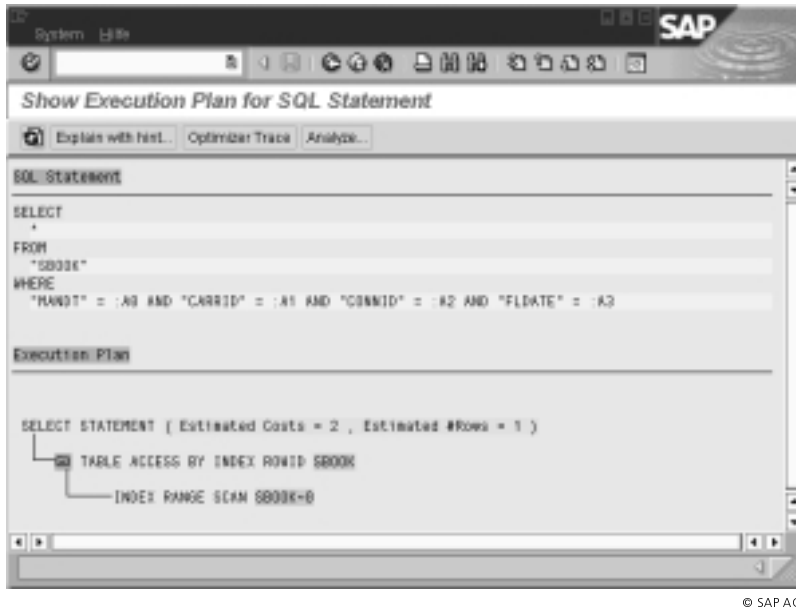 System Hilfe
SAP
Show Execution Plan for SQL Statement
Explain with hint... Optimizer Trace Analyze...
SQL Statement
SELECT
*
FROM
"SBOOK"
WHERE
"MANDT" = :A0 AND "CARRID" = :A1 AND "CONNID" = :A2 AND "FLDATE" = :A3
Execution Plan
SELECT STATEMENT ( Estimated Costs = 2 , Estimated #Rows = 1 )
TABLE ACCESS BY INDEX ROWID SBOOK
INDEX RANGE SCAN SBOOK~0
© SAP AG